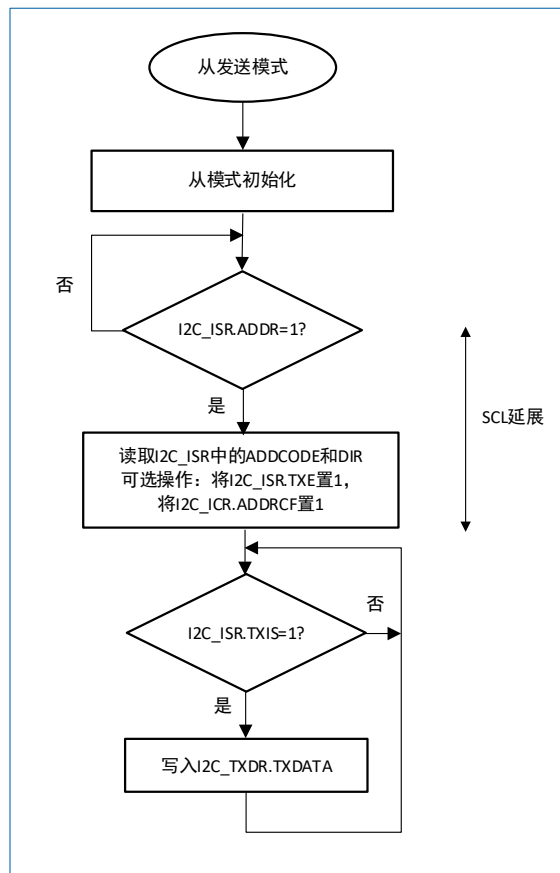 从发送模式
从模式初始化
否
I2C_ISR.ADDR=1?
是
SCL延展
读取I2C_ISR中的ADDCODE和DIR
可选操作：将I2C_ISR.TXE置1，
将I2C_ICR.ADDRCF置1
否
I2C_ISR.TXIS=1?
是
写入I2C_TXDR.TXDATA